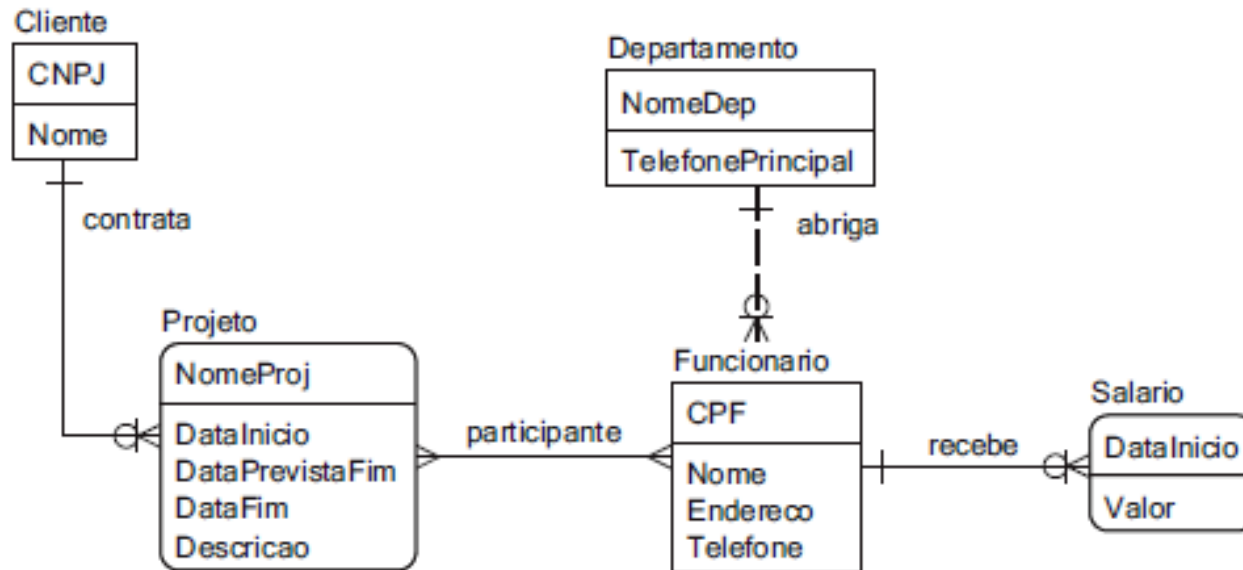 Cliente
CNPJ
Nome
contrata
Departamento
NomeDep
TelefonePrincipal
abriga
Projeto
NomeProj
DataInicio
DataPrevistaFim
DataFim
Descricao
participante
Funcionario
CPF
Nome
Endereco
Telefone
recebe
Salario
DataInicio
Valor